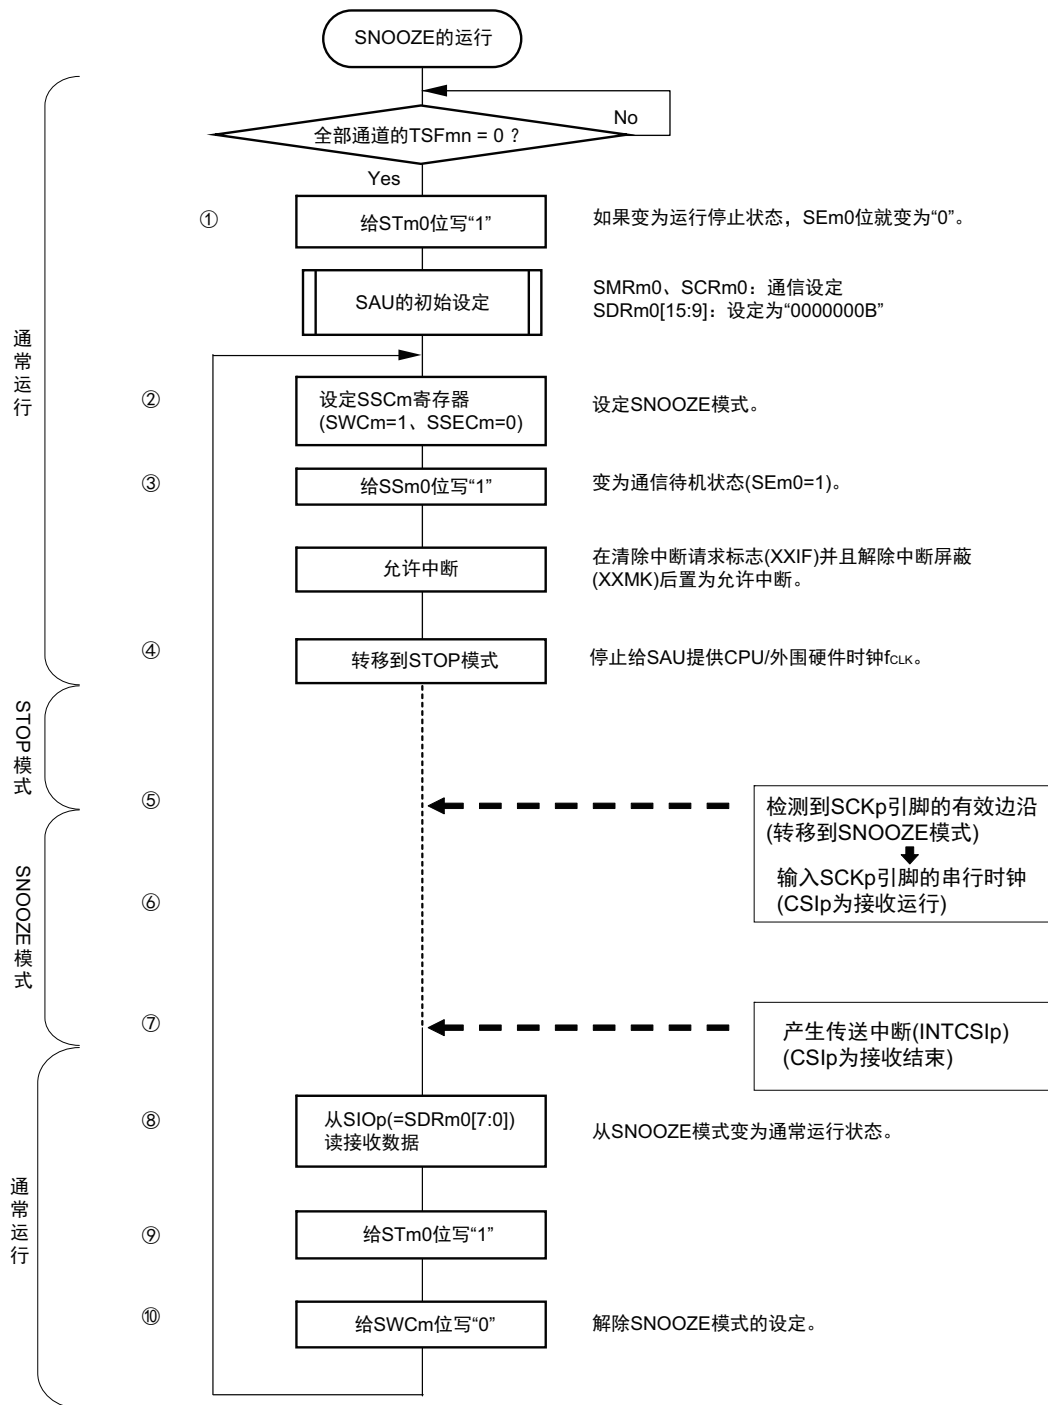 SNOOZE的运行
No
全部通道的TSFmn = 0 ?
Yes
① 给STm0位写“1” 如果变为运行停止状态，SEm0位就变为“0”。
SAU的初始设定
SMRm0、SCRm0：通信设定
SDRm0[15:9]：设定为“0000000B”
通常运行
② 设定SSCm寄存器
(SWCm=1、SSECm=0)
设定SNOOZE模式。
③ 给SSm0位写“1” 变为通信待机状态(SEm0=1)。
允许中断
在清除中断请求标志(XXIF)并且解除中断屏蔽
(XXMK)后置为允许中断。
④ 转移到STOP模式 停止给SAU提供CPU/外围硬件时钟fCLK。
STOP模式
⑤
检测到SCKp引脚的有效边沿
(转移到SNOOZE模式)
SNOOZE模式
⑥
输入SCKp引脚的串行时钟
(CSIp为接收运行)
⑦
产生传送中断(INTCSIp)
(CSIp为接收结束)
⑧ 从SIOp(=SDRm0[7:0])
读接收数据
从SNOOZE模式变为通常运行状态。
通常运行
⑨ 给STm0位写“1”
⑩ 给SWCm位写“0” 解除SNOOZE模式的设定。